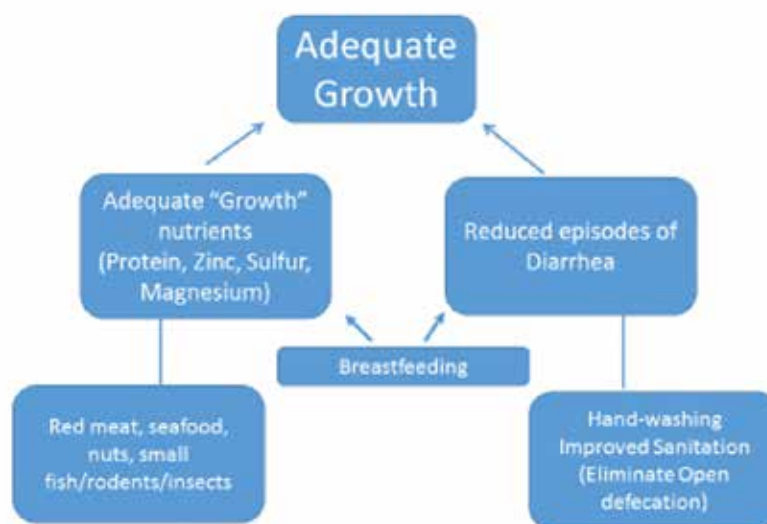 Adequate
Growth
Adequate “Growth”
nutrients
(Protein, Zinc, Sulfur,
Magnesium)
Reduced episodes of
Diarrhea
Breastfeeding
Red meat, seafood,
nuts, small
fish/rodents/insects
Hand-washing
Improved Sanitation
(Eliminate Open
defecation)